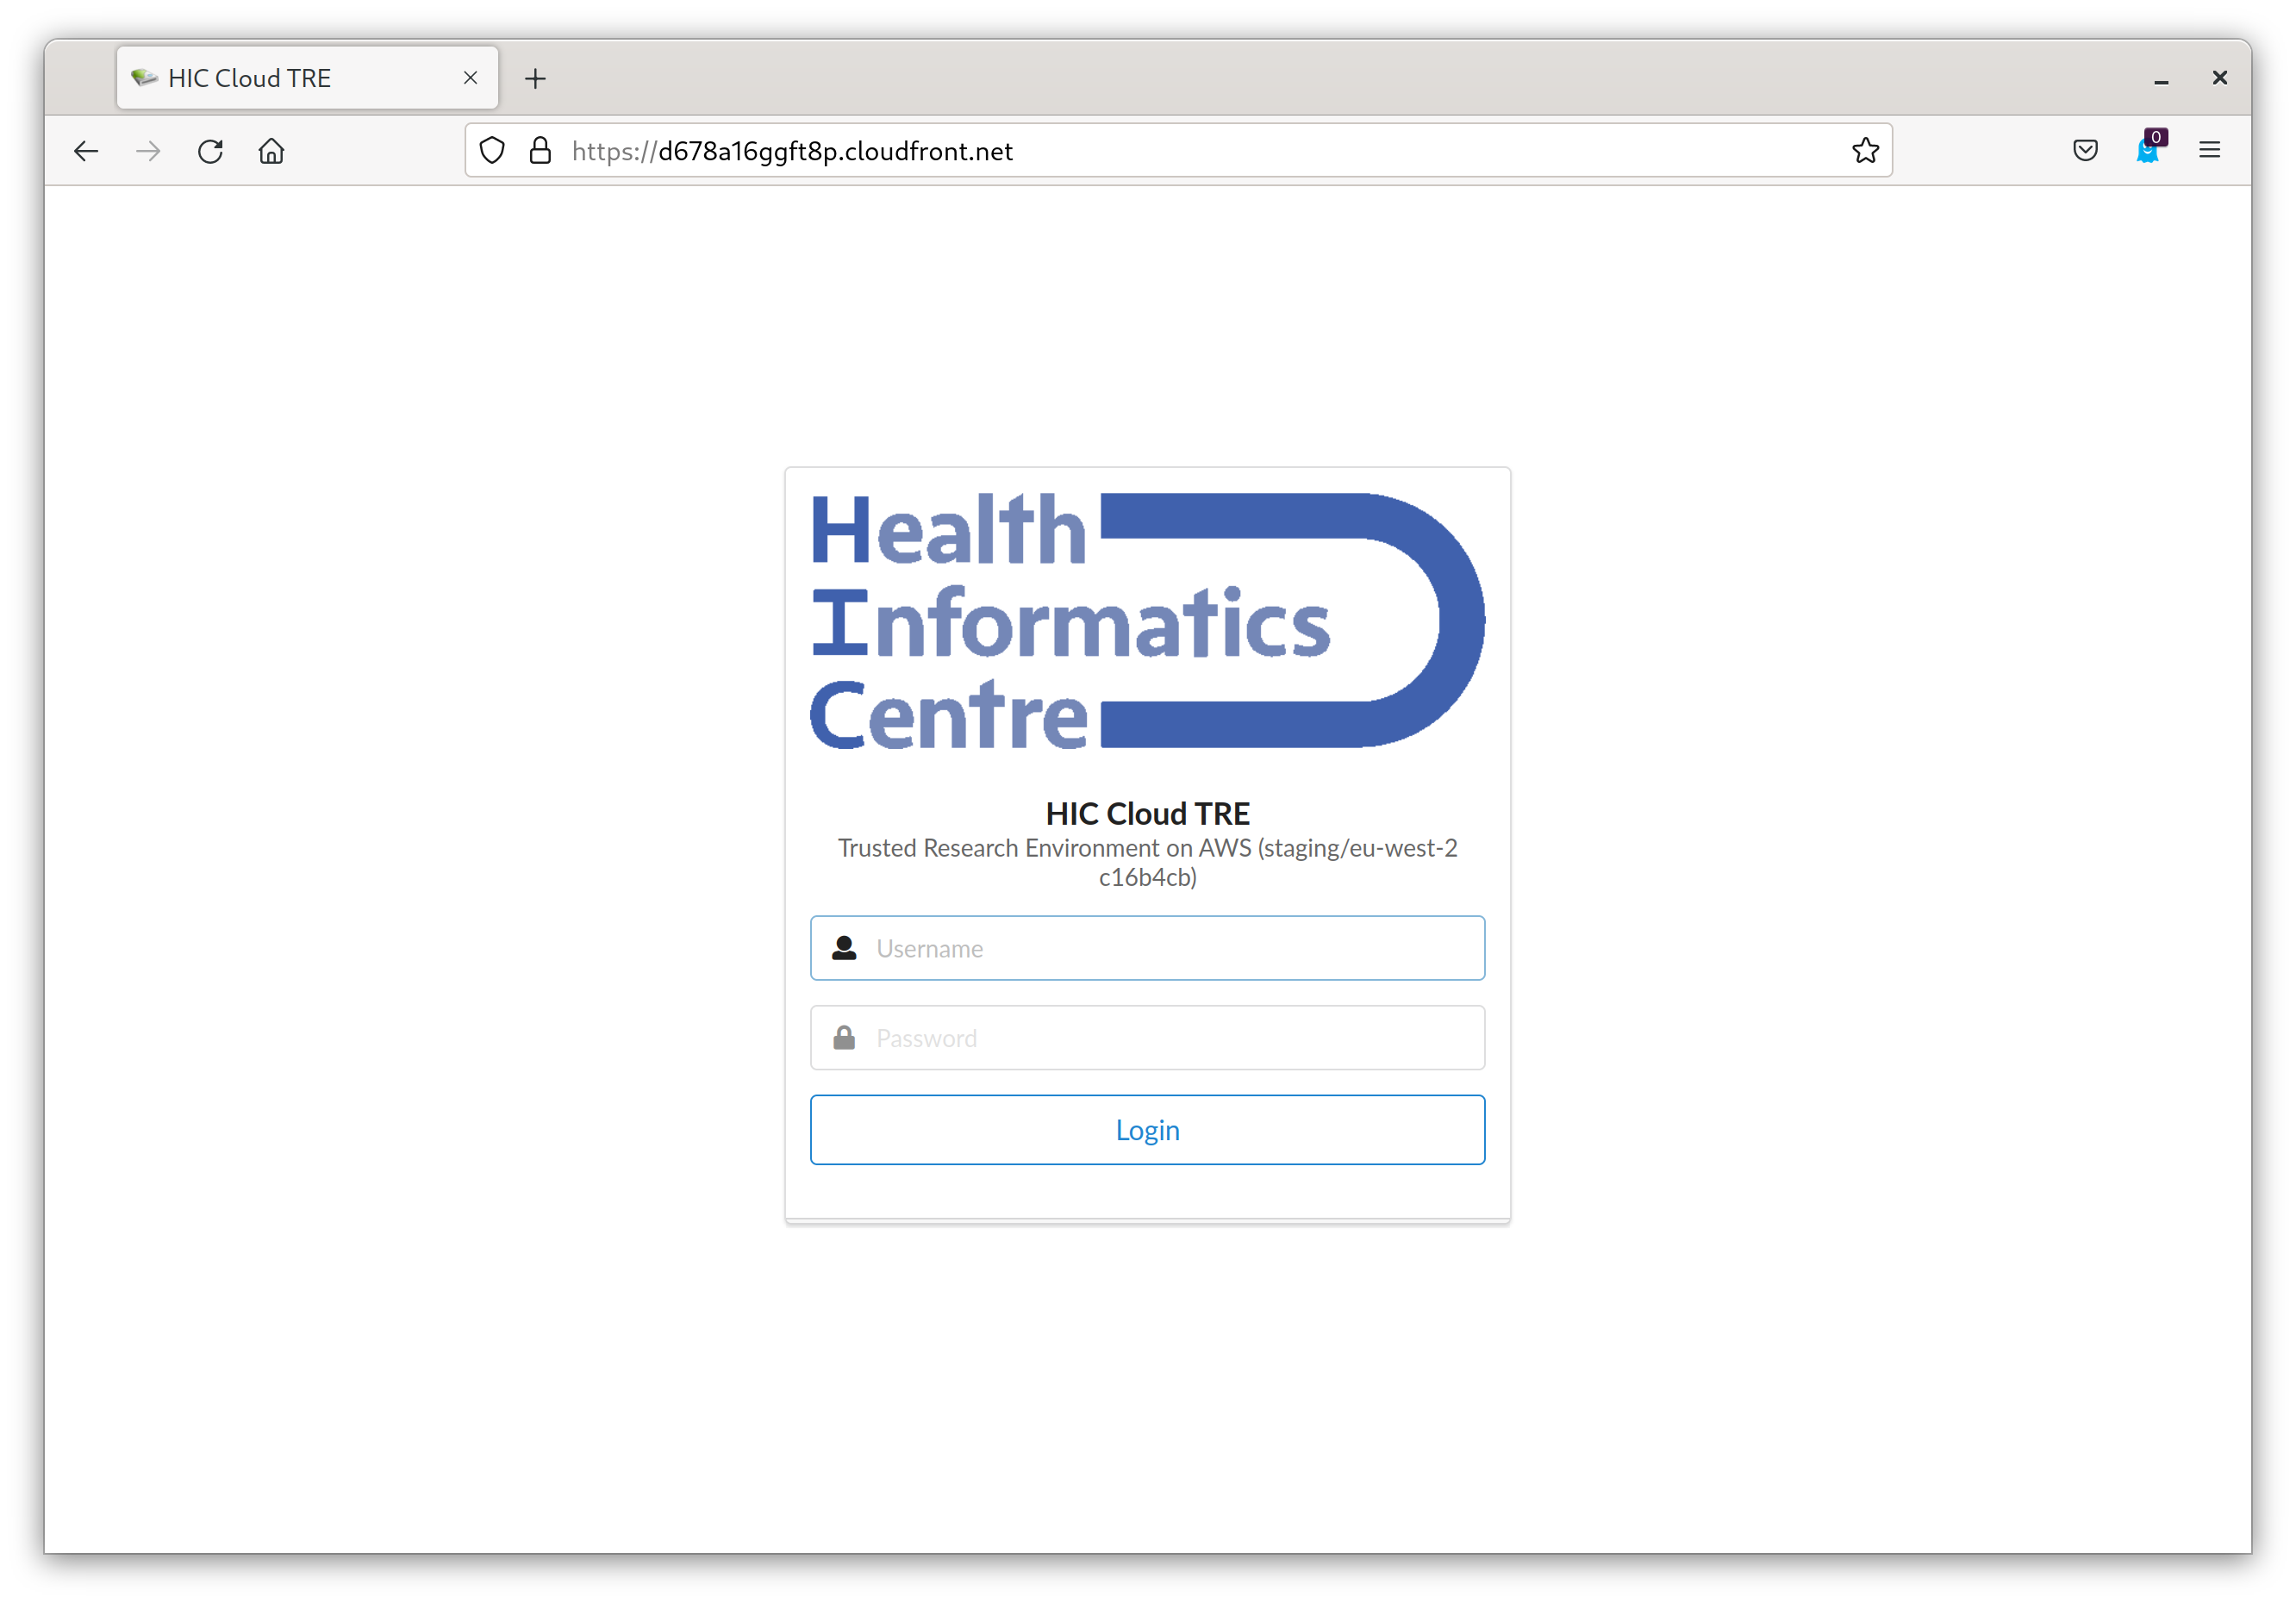 HIC Cloud TRE
https://d678a16ggft8p.cloudfront.net
0
Health
Informatics
Centre
HIC Cloud TRE
Trusted Research Environment on AWS (staging/eu-west-2
c16b4cb)
Username
Password
Login